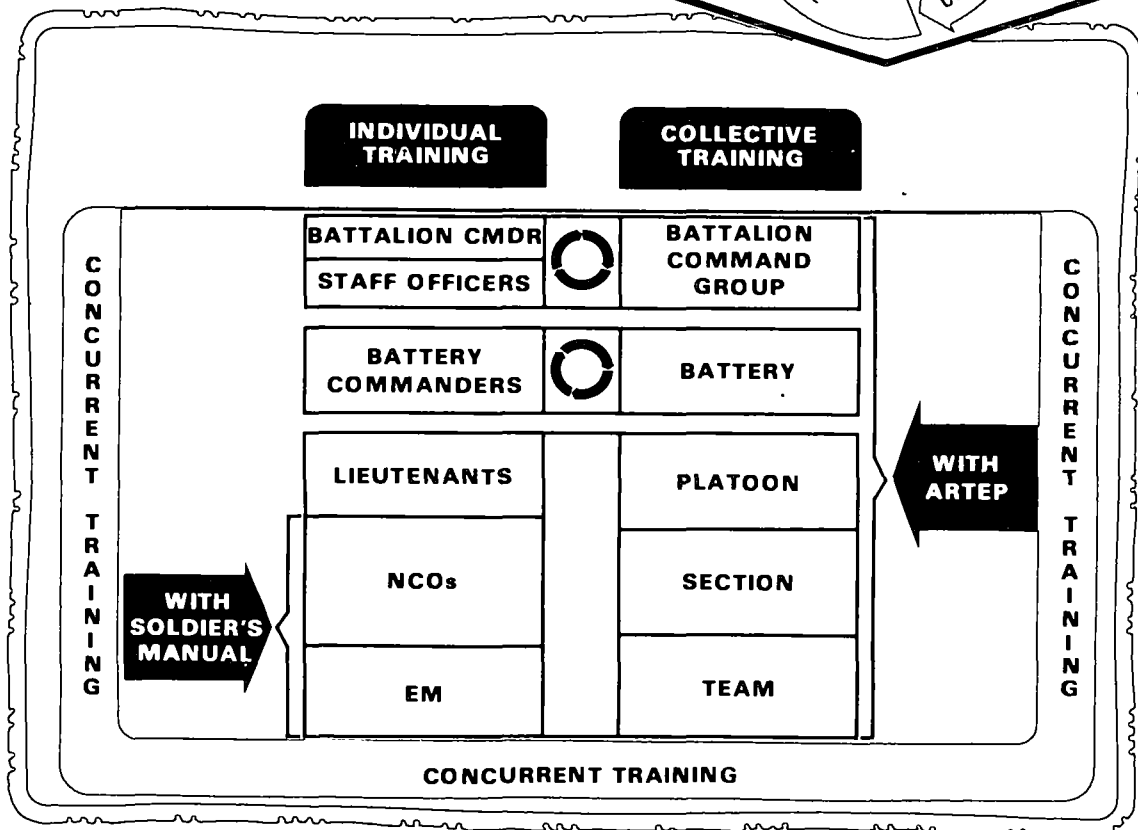 INDIVIDUAL
TRAINING
COLLECTIVE
TRAINING
CONCURRENT TRAINING
BATTALION CMDR
STAFF OFFICERS
BATTALION
COMMAND
GROUP
BATTERY
COMMANDERS
BATTERY
LIEUTENANTS
PLATOON
NCOs
SECTION
EM
TEAM
WITH
SOLDIER'S
MANUAL
WITH
ARTEP
CONCURRENT TRAINING
CONCURRENT TRAINING